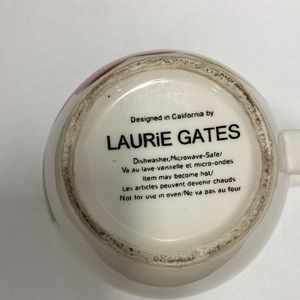 Designed in California by
LAURiE GATES
Dishwasher,Microwave-Safe/
Va au lave-vaisselle et micro-ondes
Item may become hot/
Les articles peuvent devenir chauds
Not for use in oven/Ne va pas au four